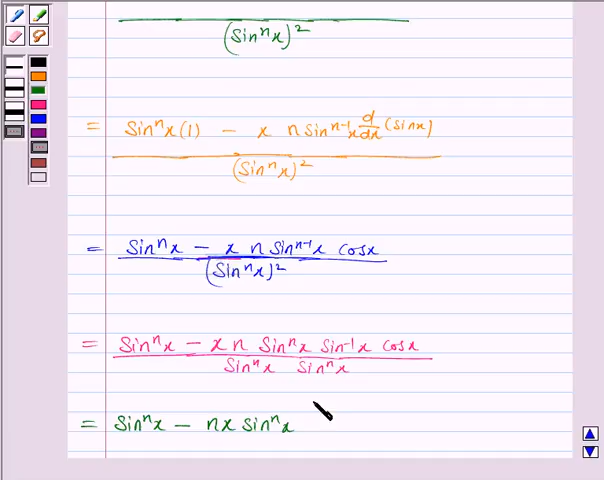 (sinⁿx)²
= sinⁿx(1) − x n sinⁿ⁻¹x d/dx (sinx)
(sinⁿx)²
= sinⁿx − x n sinⁿ⁻¹x cosx
(sinⁿx)²
= sinⁿx − x n sinⁿx sin⁻¹x cosx
sinⁿx sinⁿx
= sinⁿx − nx sinⁿx